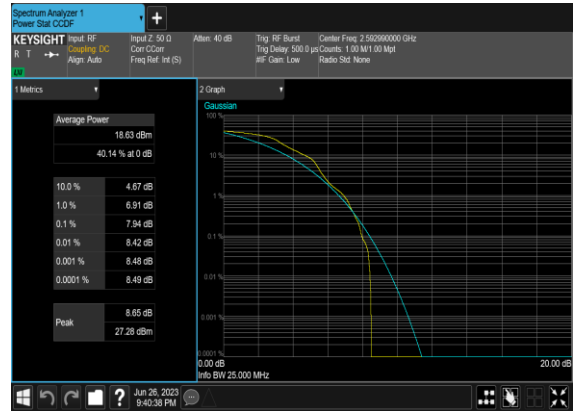 Spectrum Analyzer 1
Power Stat CCDF
KEYSIGHT
R T
LW
Input: RF
Coupling: DC
Align: Auto
Input Z: 50 Ω
Corr CCorr
Freq Ref: Int (S)
Atten: 40 dB
Trig: RF Burst
Trig Delay: 500.0 µs
#IF Gain: Low
Center Freq: 2.592990000 GHz
Counts: 1.00 M/1.00 Mpt
Radio Std: None
1 Metrics
Average Power
18.63 dBm
40.14 % at 0 dB
10.0 % 4.67 dB
1.0 % 6.91 dB
0.1 % 7.94 dB
0.01 % 8.42 dB
0.001 % 8.48 dB
0.0001 % 8.49 dB
Peak
8.65 dB
27.28 dBm
2 Graph
Gaussian
100 %
10 %
1 %
0.1 %
0.01 %
0.001 %
0.0001 %
0.00 dB
20.00 dB
Info BW 25.000 MHz
?
Jun 26, 2023
9:40:38 PM